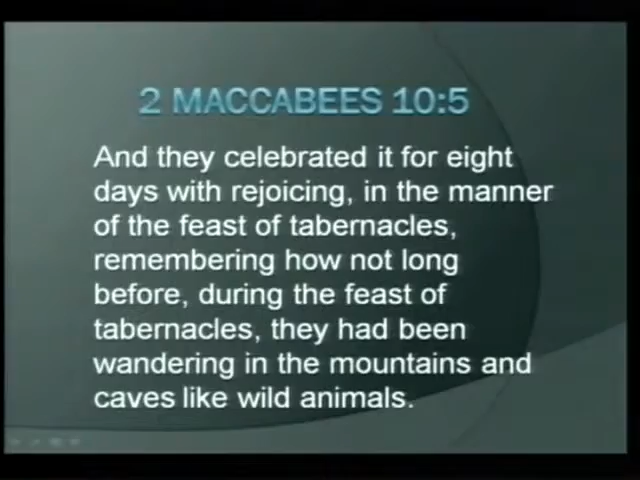 2 MACCABEES 10:5
And they celebrated it for eight
days with rejoicing, in the manner
of the feast of tabernacles,
remembering how not long
before, during the feast of
tabernacles, they had been
wandering in the mountains and
caves like wild animals.